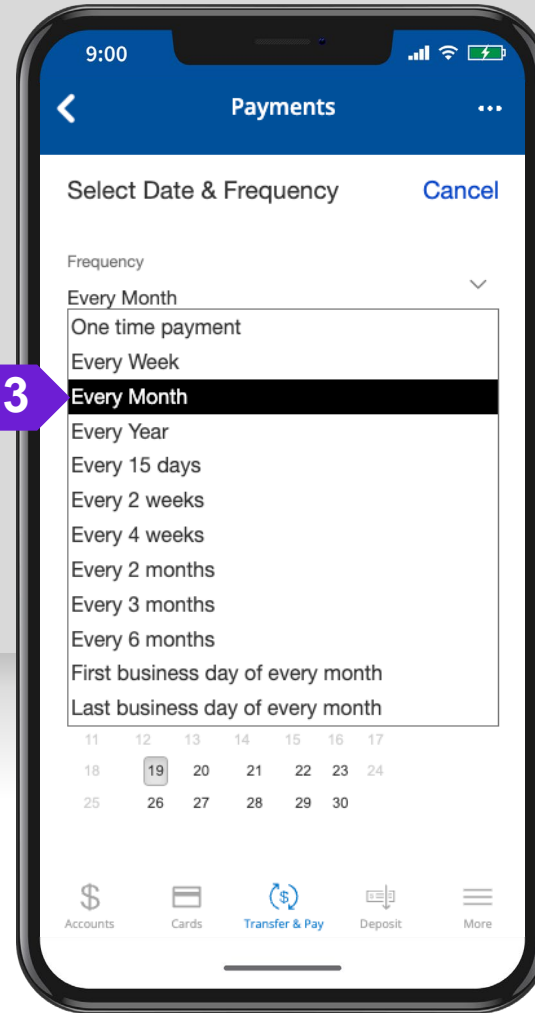 9:00
Payments
Select Date & Frequency Cancel
Frequency
Every Month
One time payment
Every Week
3
Every Month
Every Year
Every 15 days
Every 2 weeks
Every 4 weeks
Every 2 months
Every 3 months
Every 6 months
First business day of every month
Last business day of every month
11 12 13 14 15 16 17
18 19 20 21 22 23 24
25 26 27 28 29 30
$ $
Accounts Cards Transfer & Pay Deposit More